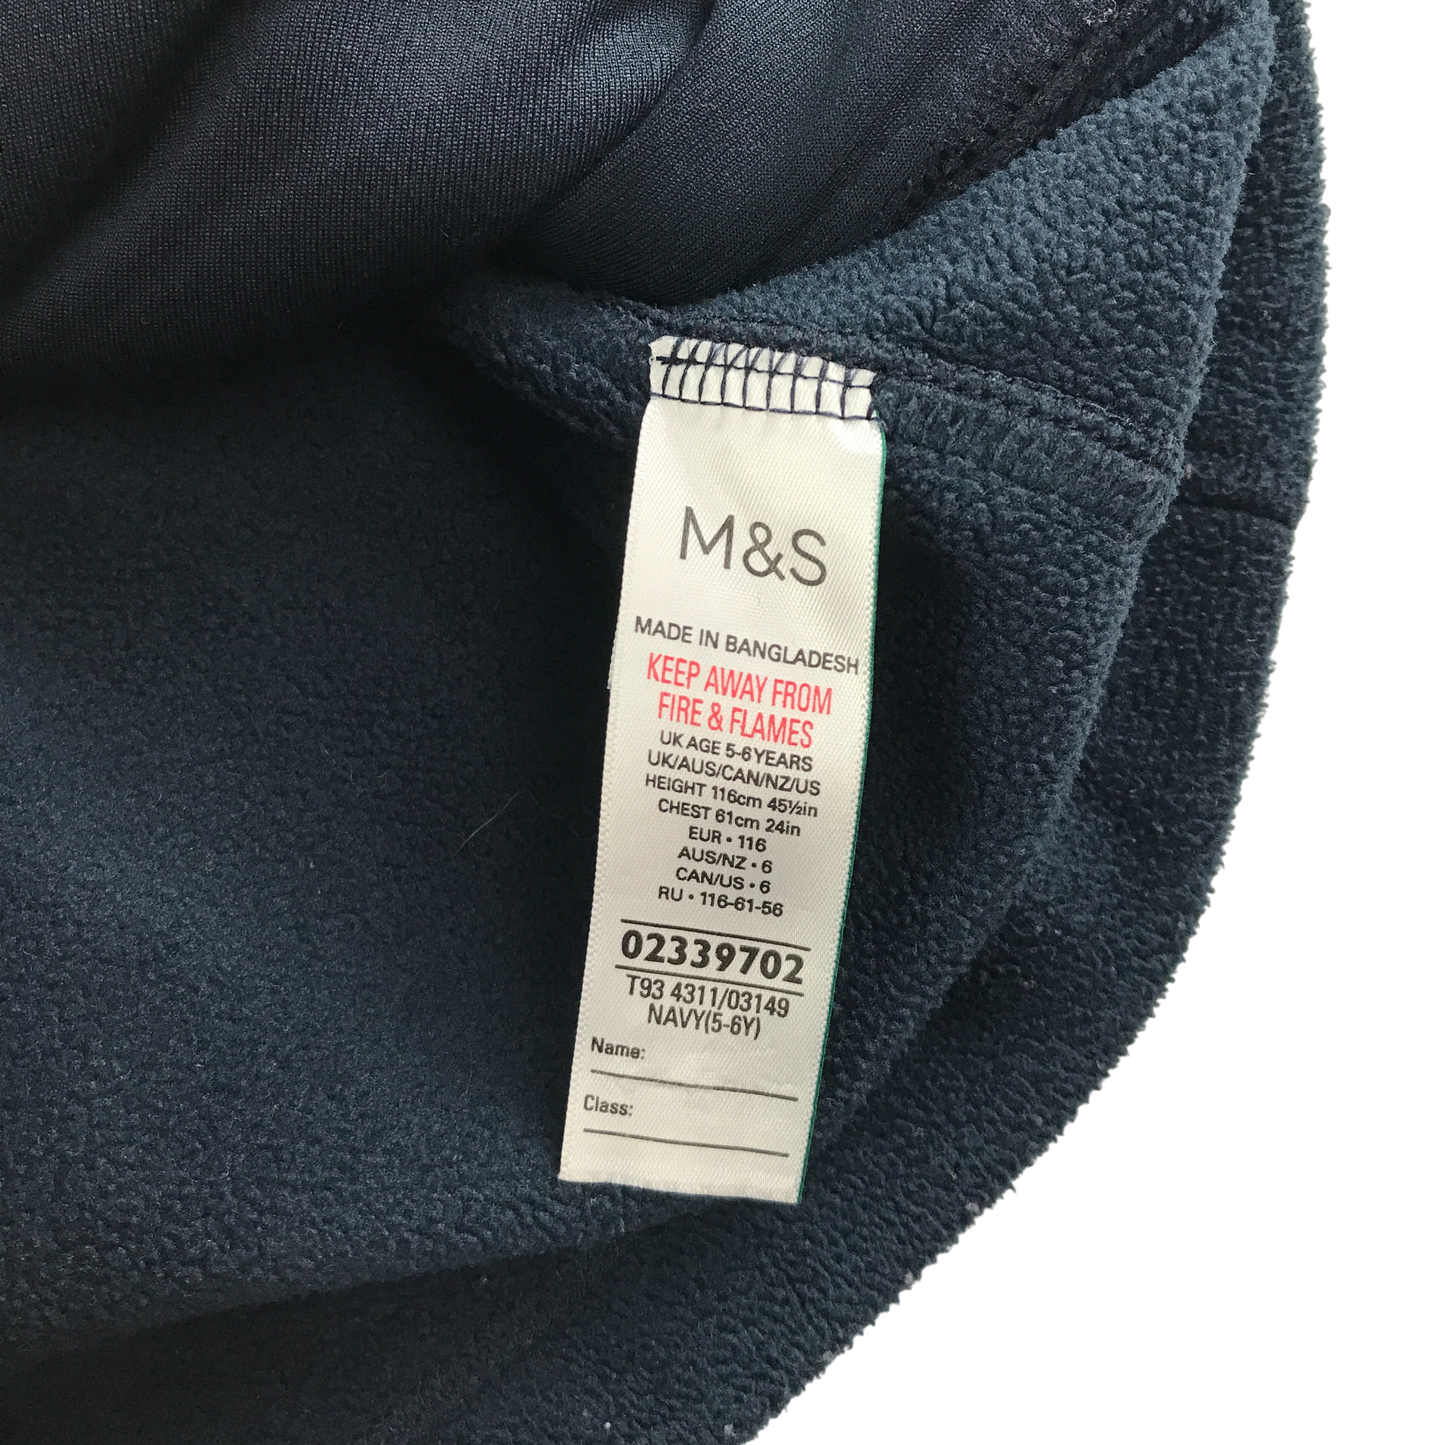 M&S
MADE IN BANGLADESH
KEEP AWAY FROM
FIRE & FLAMES
UK AGE 5-6 YEARS
UK/AUS/CAN/NZ/US
HEIGHT 116cm 45½in
CHEST 61cm 24in
EUR • 116
AUS/NZ • 6
CAN/US • 6
RU • 116-61-56
02339702
T93 4311/03149
NAVY(5-6Y)
Name:
Class: